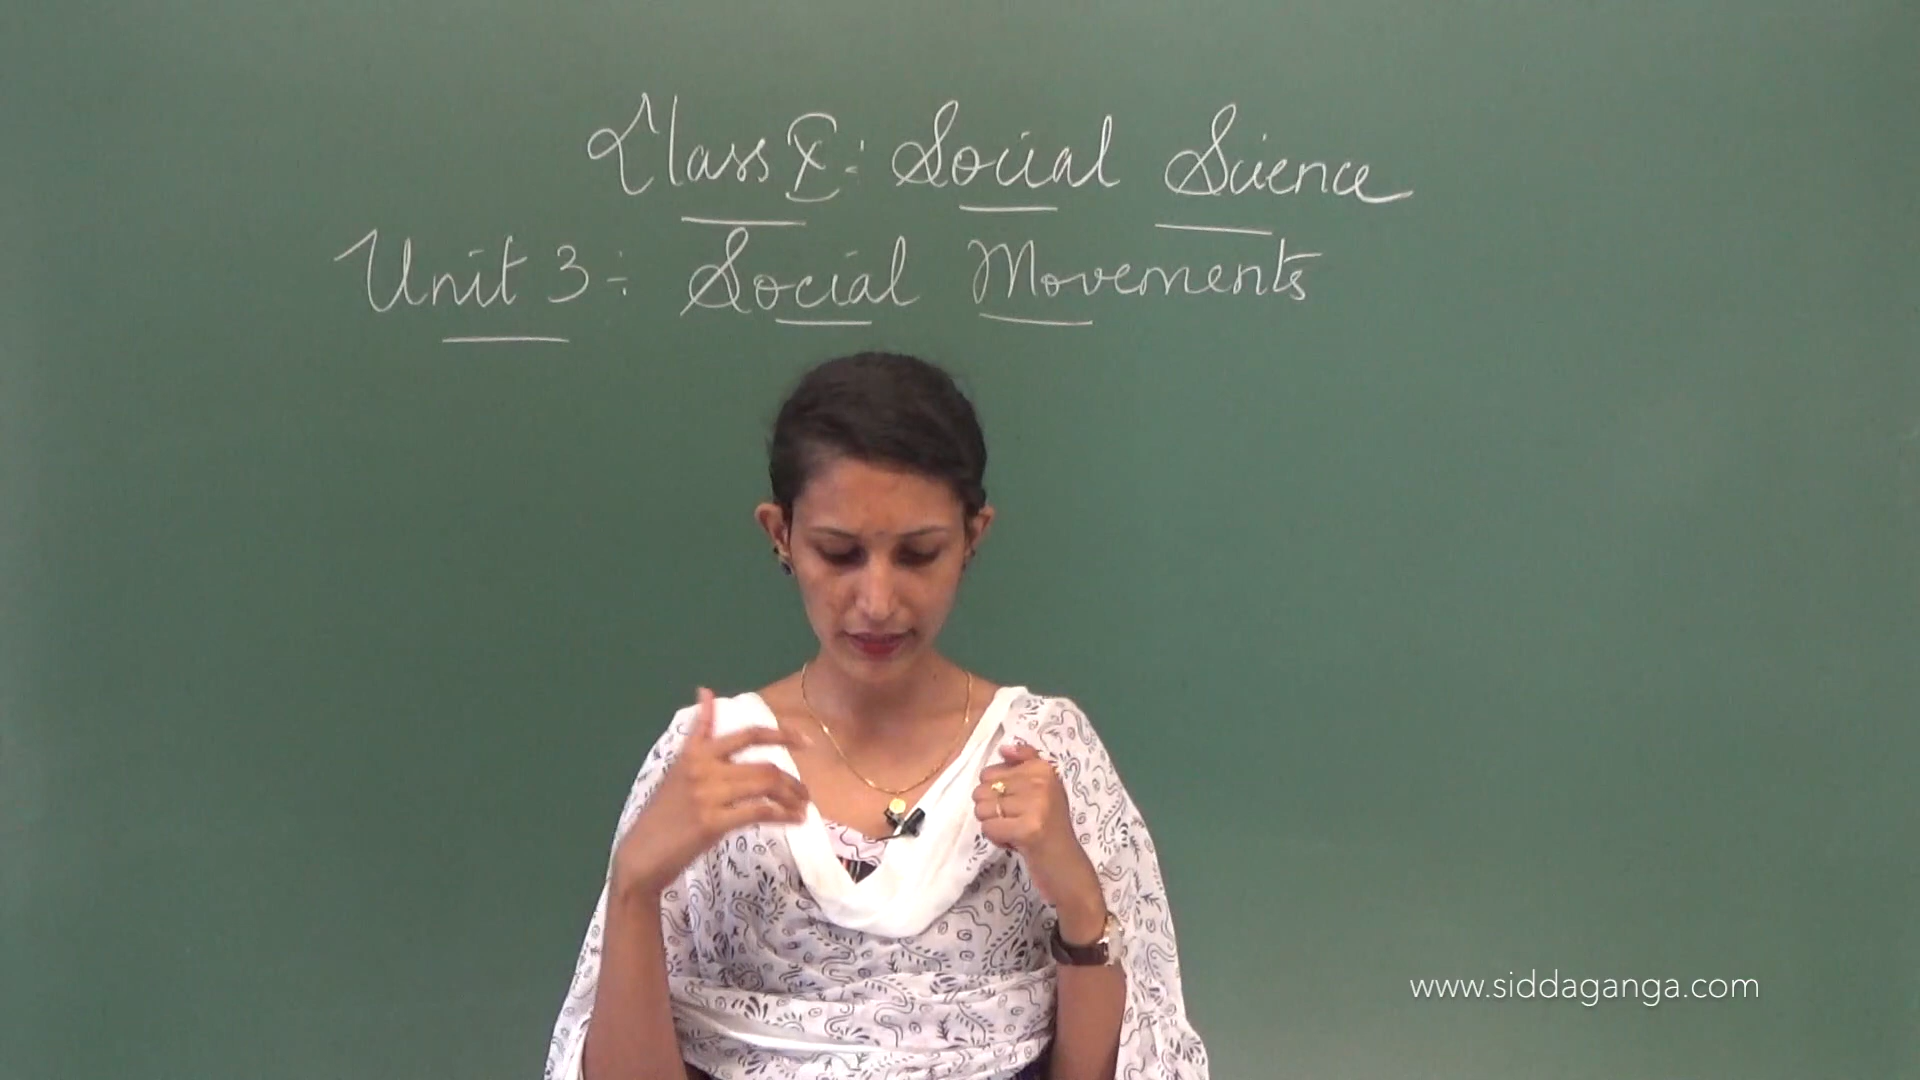 Class X : Social Science
Unit 3 : Social Movements
www.siddaganga.com